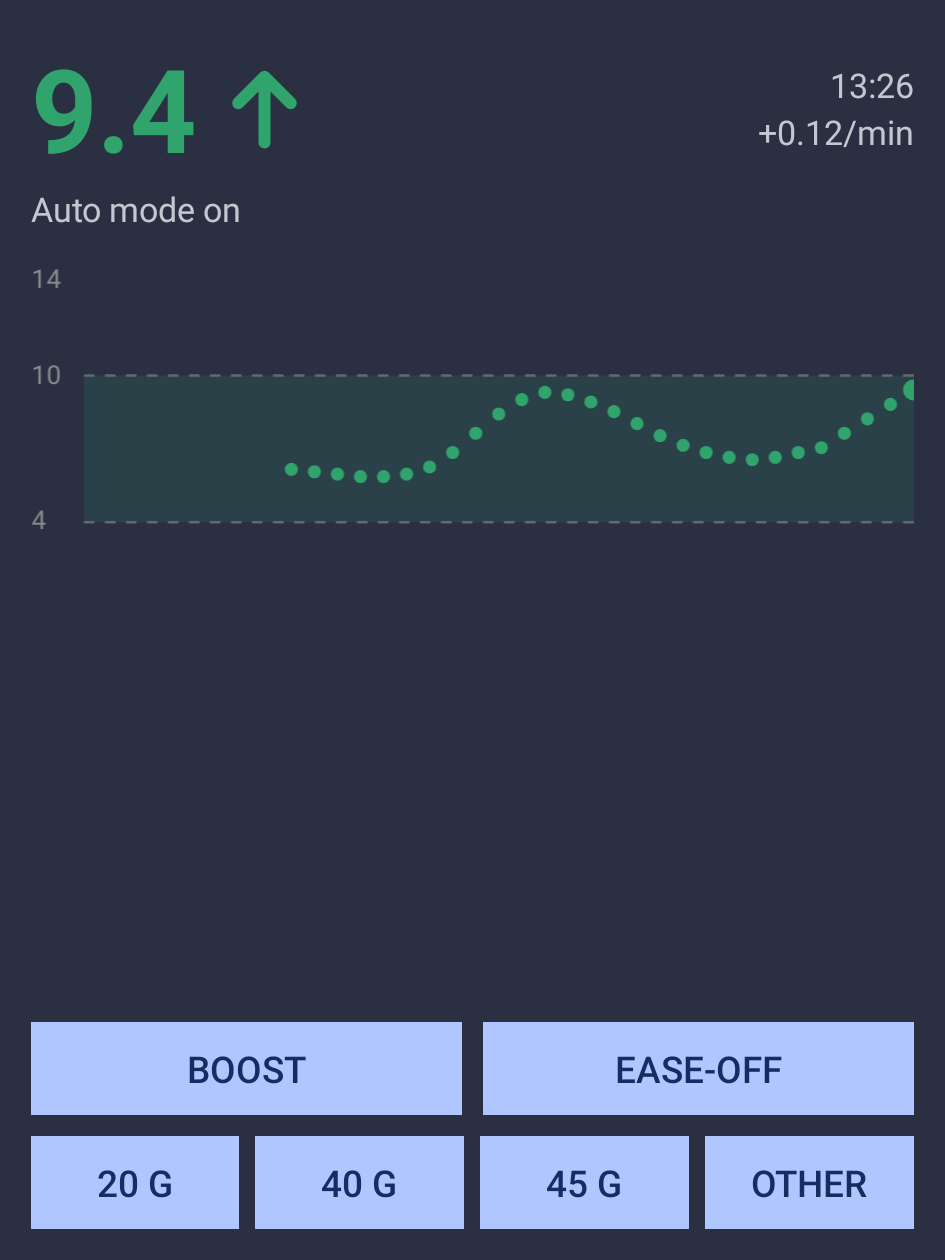 9.4
13:26
+0.12/min
Auto mode on
14
10
4
BOOST
EASE-OFF
20 G
40 G
45 G
OTHER